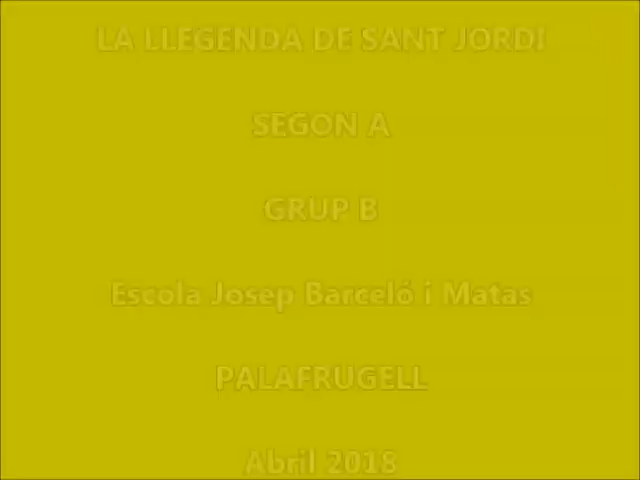 LA LLEGENDA DE SANT JORDI
SEGON A
GRUP B
Escola Josep Barceló i Matas
PALAFRUGELL
Abril 2018